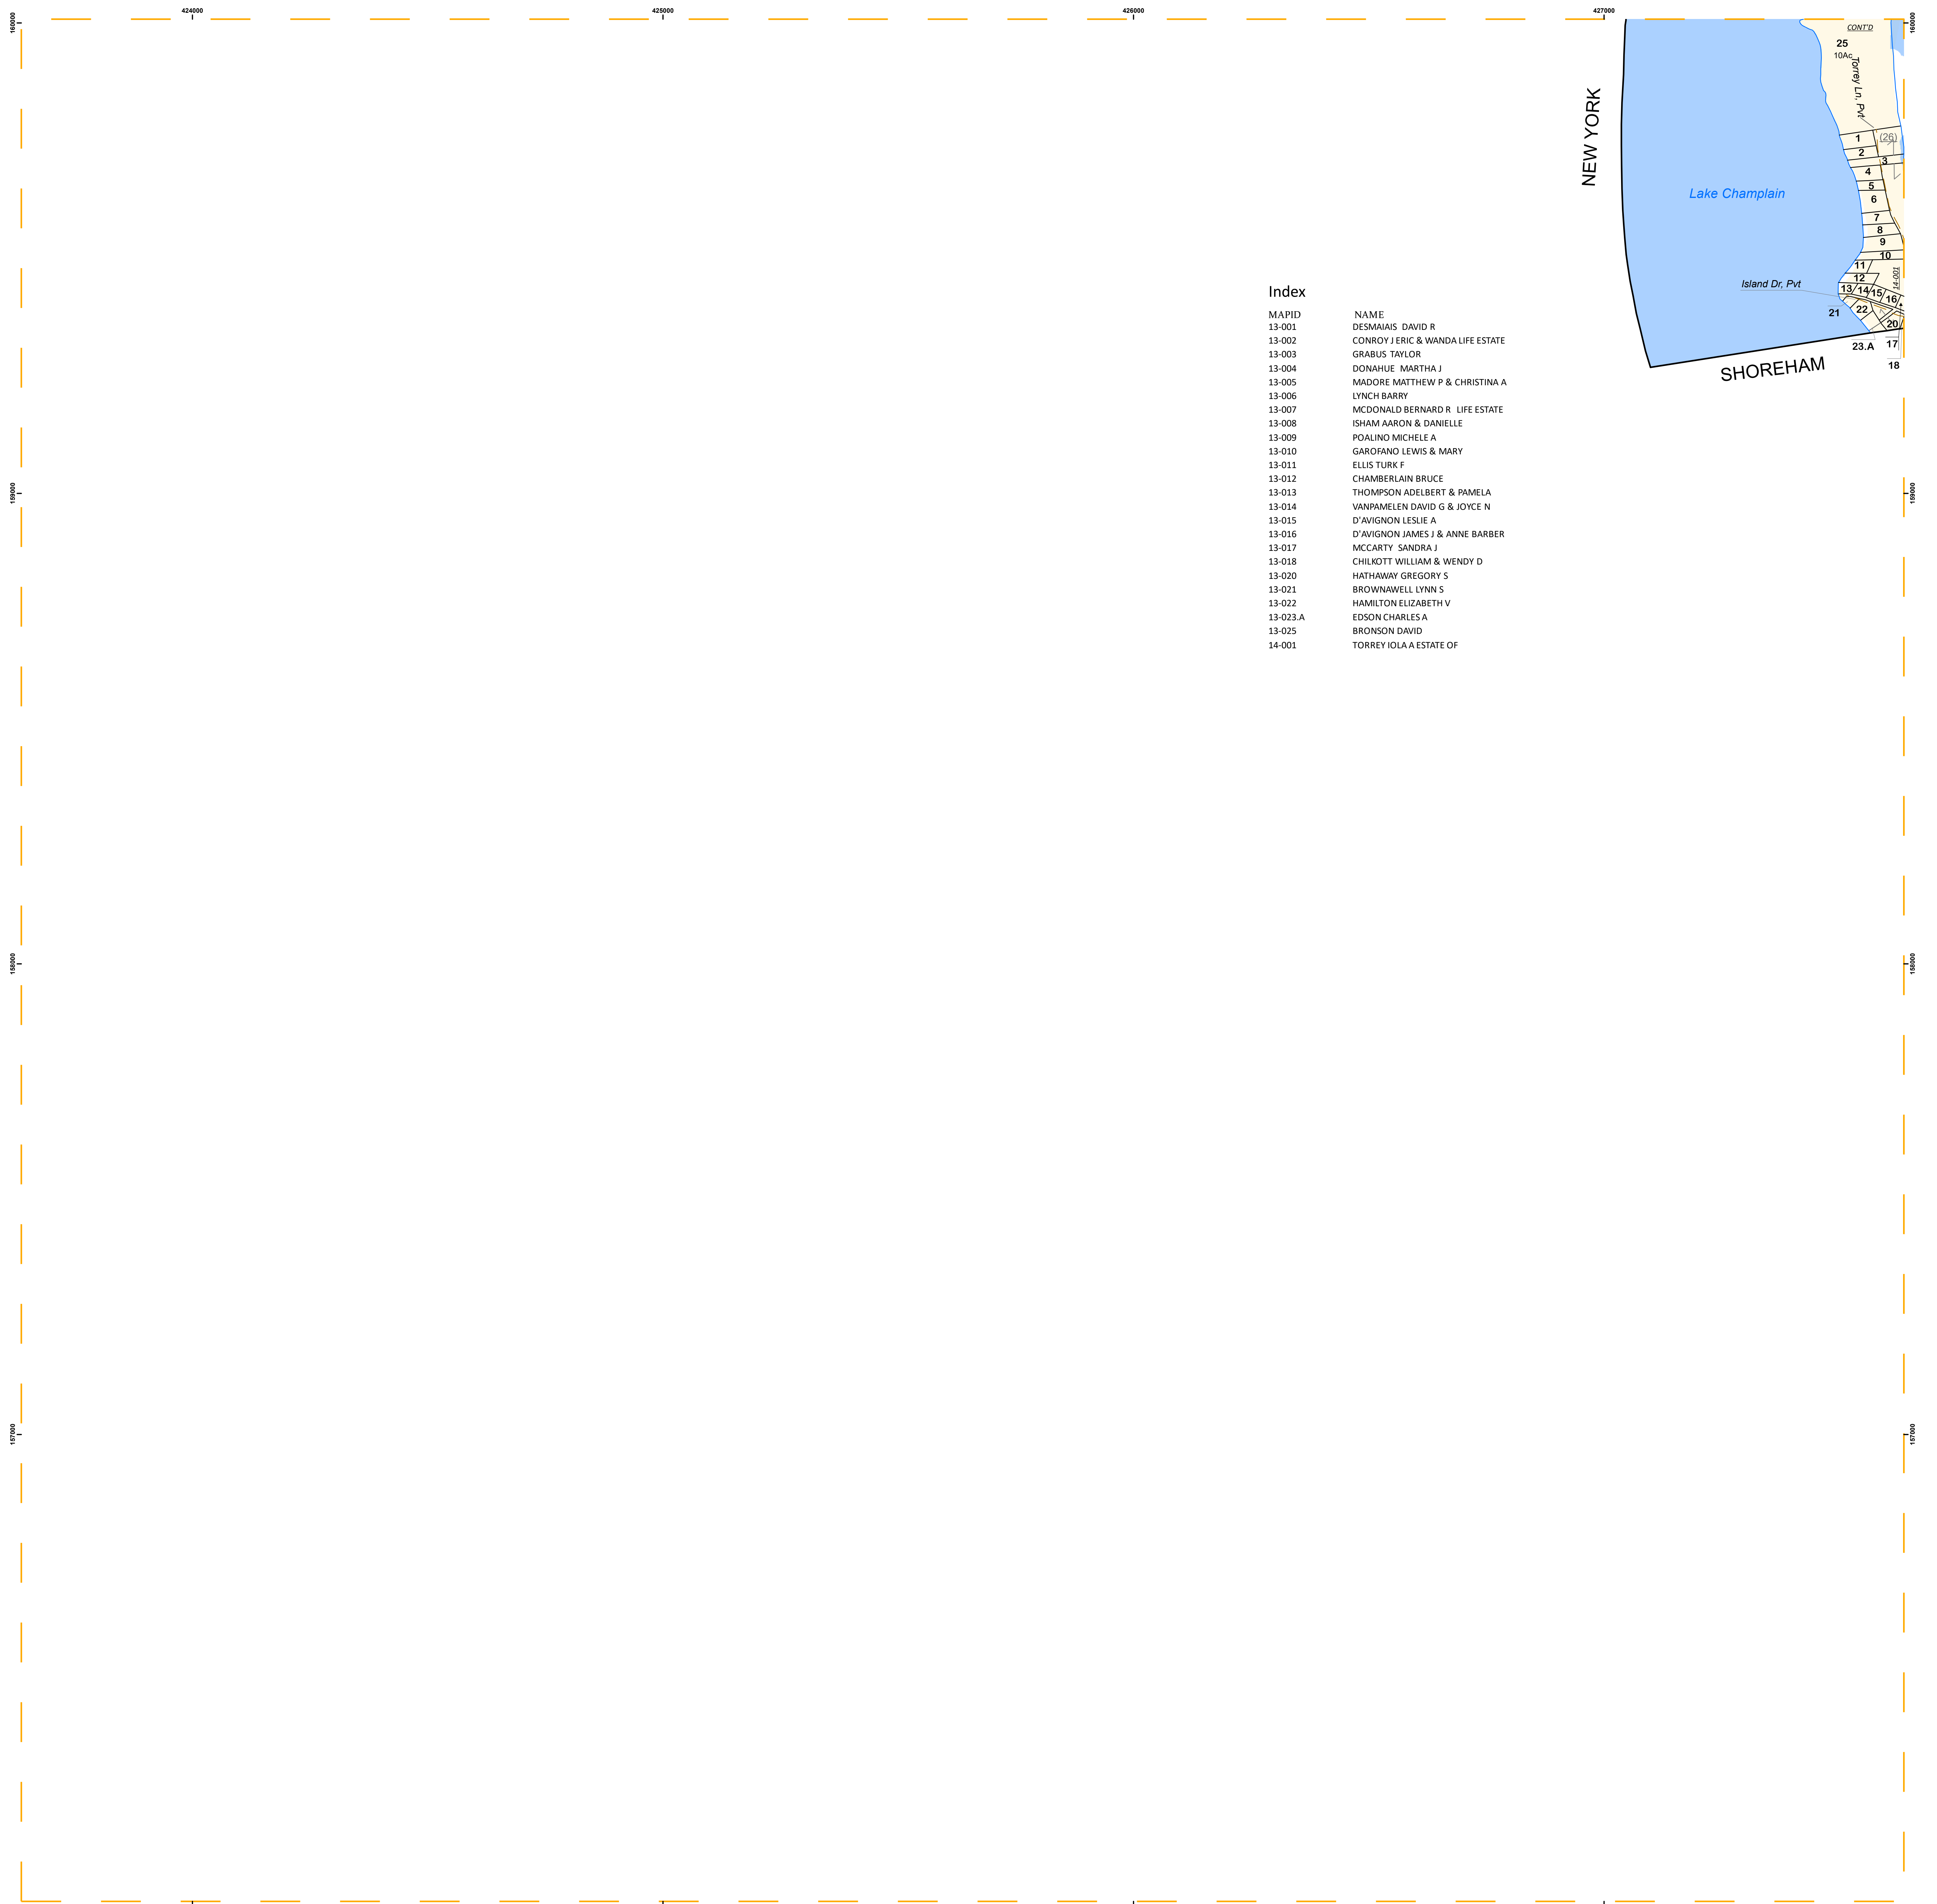 424000
425000
426000
427000
160000
160000
CONT'D
25
10Ac
Torrey Ln, Pvt
NEW YORK
1
(26)
2
3
4
5
Lake Champlain
6
7
8
9
10
11
12
14-001
Island Dr, Pvt
13
14
15
16
21
22
20
23.A
17
18
SHOREHAM
Index
MAPID NAME
13-001 DESMAIAIS DAVID R
13-002 CONROY J ERIC & WANDA LIFE ESTATE
13-003 GRABUS TAYLOR
13-004 DONAHUE MARTHA J
13-005 MADORE MATTHEW P & CHRISTINA A
13-006 LYNCH BARRY
13-007 MCDONALD BERNARD R LIFE ESTATE
13-008 ISHAM AARON & DANIELLE
13-009 POALINO MICHELE A
13-010 GAROFANO LEWIS & MARY
13-011 ELLIS TURK F
13-012 CHAMBERLAIN BRUCE
13-013 THOMPSON ADELBERT & PAMELA
13-014 VANPAMELEN DAVID G & JOYCE N
13-015 D'AVIGNON LESLIE A
13-016 D'AVIGNON JAMES J & ANNE BARBER
13-017 MCCARTY SANDRA J
13-018 CHILKOTT WILLIAM & WENDY D
13-020 HATHAWAY GREGORY S
13-021 BROWNAWELL LYNN S
13-022 HAMILTON ELIZABETH V
13-023.A EDSON CHARLES A
13-025 BRONSON DAVID
14-001 TORREY IOLA A ESTATE OF
159000
159000
158000
158000
157000
157000